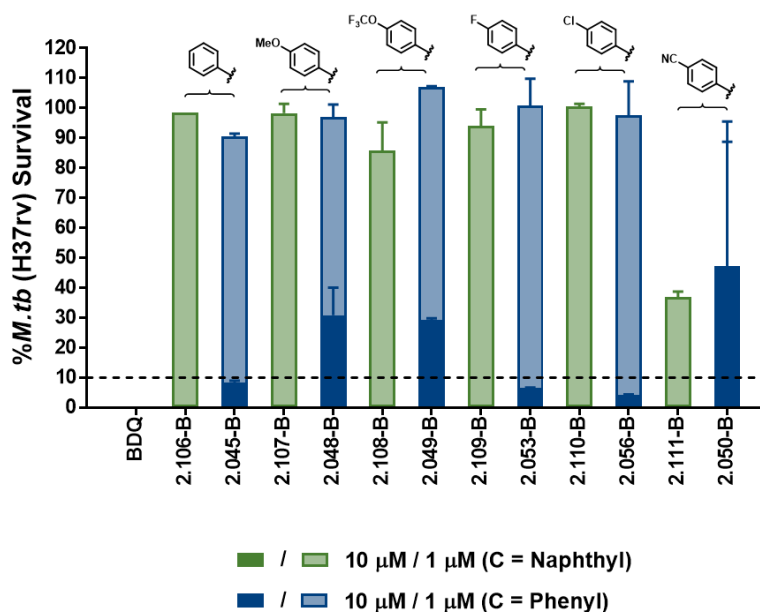 F₃CO
F
Cl
MeO
NC
%M.tb (H37rv) Survival
120
110
100
90
80
70
60
50
40
30
20
10
0
BDQ
2.106-B
2.045-B
2.107-B
2.048-B
2.108-B
2.049-B
2.109-B
2.053-B
2.110-B
2.056-B
2.111-B
2.050-B
/ 10 μM / 1 μM (C = Naphthyl)
/ 10 μM / 1 μM (C = Phenyl)